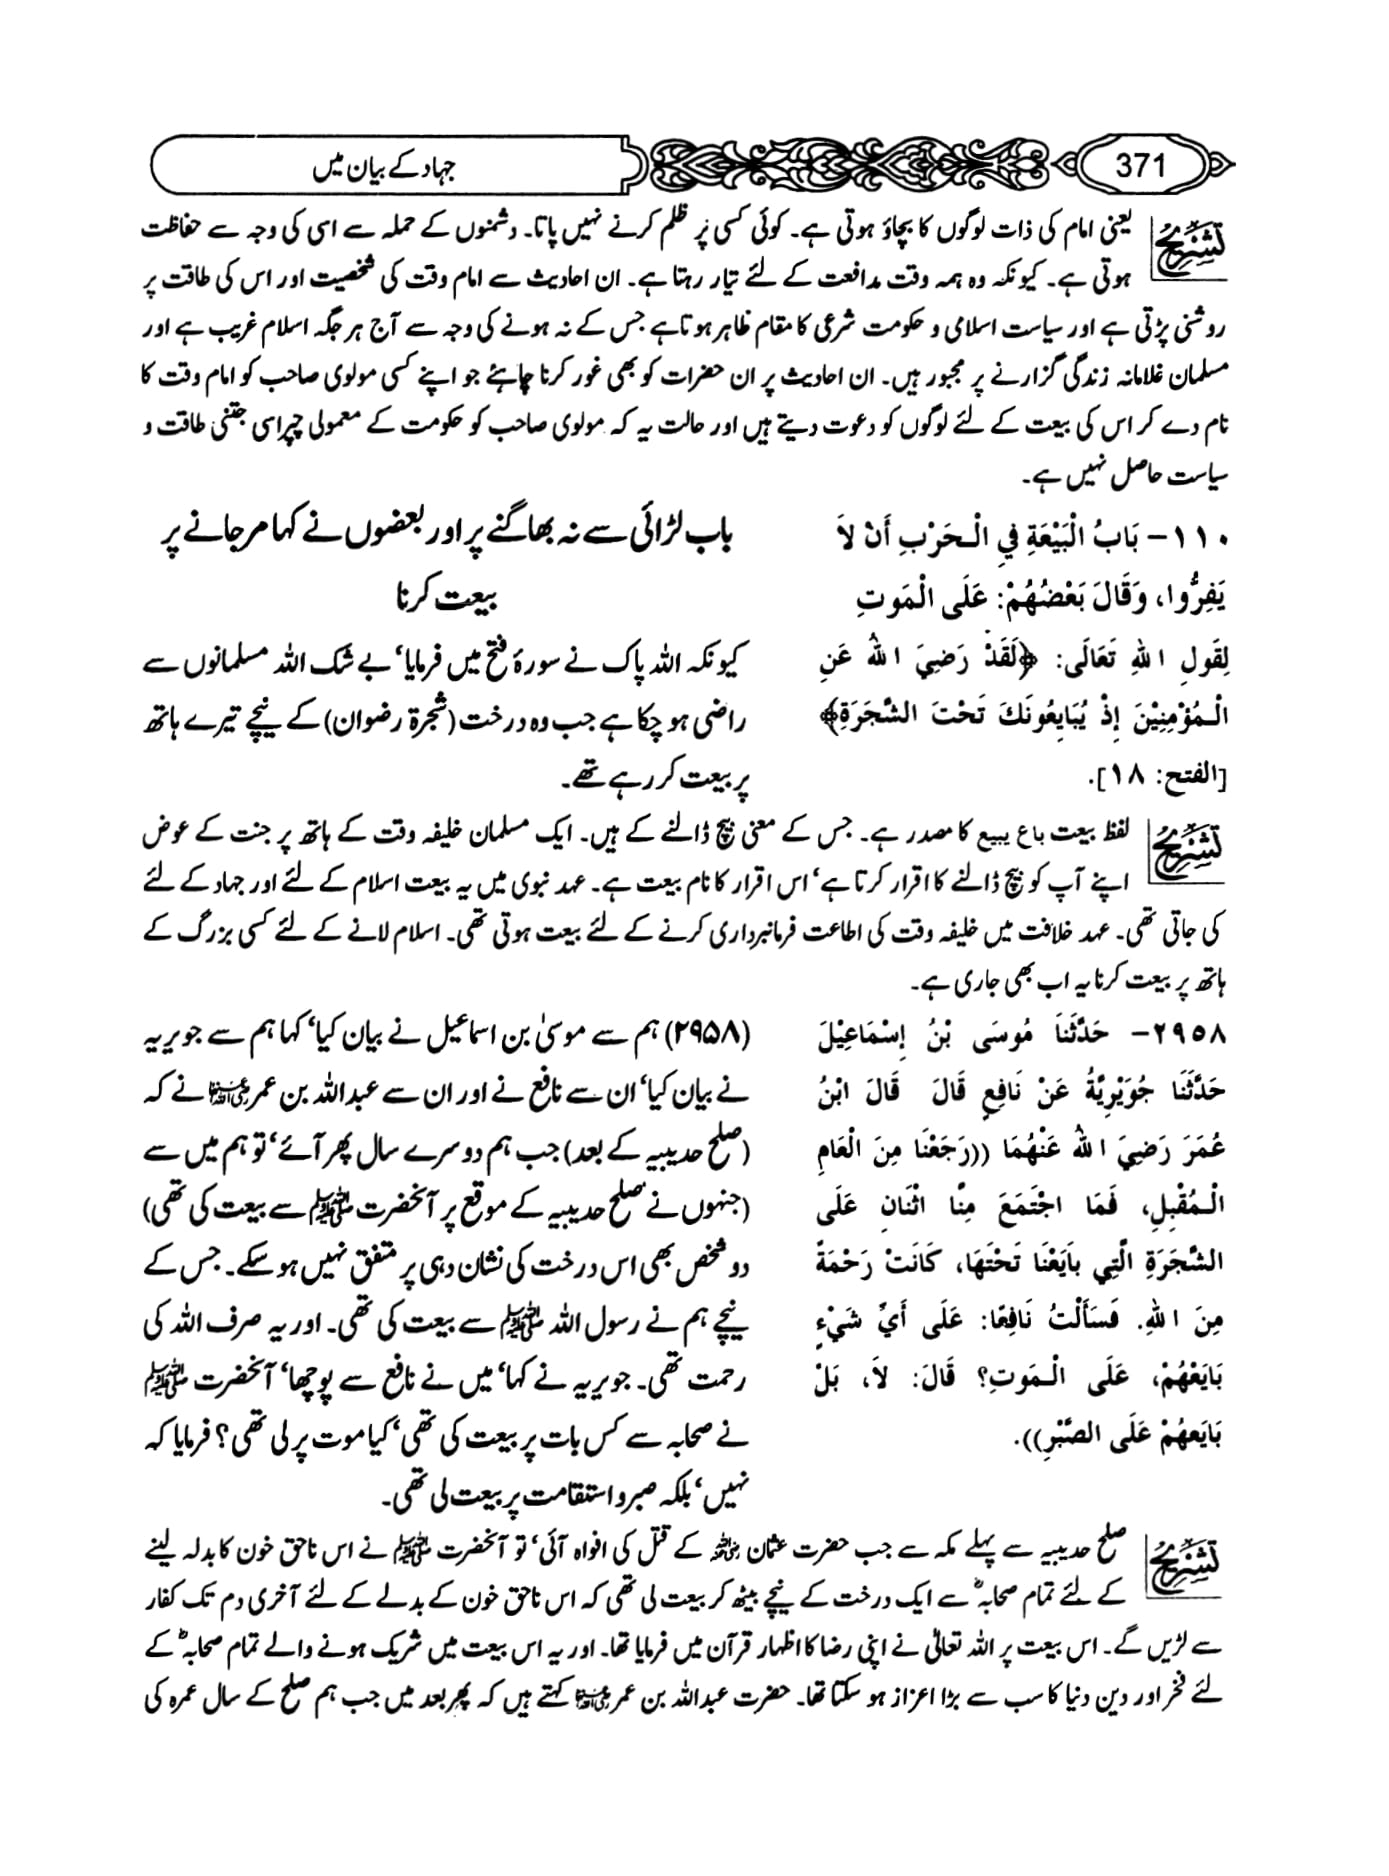 371
جہاد کے بیان میں
تشریح
یعنی امام کی ذات لوگوں کا بچاؤ ہوتی ہے۔ کوئی کسی پر ظلم کرنے نہیں پاتا۔ دشمنوں کے حملہ سے اسی کی وجہ سے حفاظت
ہوتی ہے۔ کیونکہ وہ ہمہ وقت مدافعت کے لئے تیار رہتا ہے۔ ان احادیث سے امام وقت کی شخصیت اور اس کی طاقت پر
روشنی پڑتی ہے اور سیاست اسلامی و حکومت شرعی کا مقام ظاہر ہوتا ہے جس کے نہ ہونے کی وجہ سے آج ہر جگہ اسلام غریب ہے اور
مسلمان غلامانہ زندگی گزارنے پر مجبور ہیں۔ ان احادیث پر ان حضرات کو بھی غور کرنا چاہئے جو اپنے کسی مولوی صاحب کو امام وقت کا
نام دے کر اس کی بیعت کے لئے لوگوں کو دعوت دیتے ہیں اور حالت یہ کہ مولوی صاحب کو حکومت کے معمولی چپراسی جتنی طاقت و
سیاست حاصل نہیں ہے۔
١١٠- بَابُ الْبَيْعَةِ فِي الْحَرْبِ أَنْ لاَ
يَفِرُّوا، وَقَالَ بَعْضُهُمْ: عَلَى الْمَوتِ
لِقَولِ اللهِ تَعَالَى: ﴿لَقَدْ رَضِيَ اللهُ عَنِ
الْمُؤْمِنِيْنَ إِذْ يُبَايِعُونَكَ تَحْتَ الشَّجَرَةِ﴾
[الفتح: ١٨].
باب لڑائی سے نہ بھاگنے پر اور بعضوں نے کہا مر جانے پر
بیعت کرنا
کیونکہ اللہ پاک نے سورۂ فتح میں فرمایا‘ بے شک اللہ مسلمانوں سے
راضی ہو چکا ہے جب وہ درخت (شجرۃ رضوان) کے نیچے تیرے ہاتھ
پر بیعت کر رہے تھے۔
تشریح
لفظ بیعت باع یبیع کا مصدر ہے۔ جس کے معنی بیچ ڈالنے کے ہیں۔ ایک مسلمان خلیفہ وقت کے ہاتھ پر جنت کے عوض
اپنے آپ کو بیچ ڈالنے کا اقرار کرتا ہے‘ اس اقرار کا نام بیعت ہے۔ عہد نبوی میں یہ بیعت اسلام کے لئے اور جہاد کے لئے
کی جاتی تھی۔ عہد خلافت میں خلیفہ وقت کی اطاعت فرمانبرداری کرنے کے لئے بیعت ہوتی تھی۔ اسلام لانے کے لئے کسی بزرگ کے
ہاتھ پر بیعت کرنا یہ اب بھی جاری ہے۔
٢٩٥٨- حَدَّثَنَا مُوسَى بْنُ إِسْمَاعِيْلَ
حَدَّثَنَا جُوَيْرِيَّةُ عَنْ نَافِعٍ قَالَ قَالَ ابْنُ
عُمَرَ رَضِيَ اللهُ عَنْهُمَا ((رَجَعْنَا مِنَ الْعَامِ
الْمُقْبِلِ، فَمَا اجْتَمَعَ مِنَّا اثْنَانِ عَلَى
الشَّجَرَةِ الَّتِي بَايَعْنَا تَحْتَهَا، كَانَتْ رَحْمَةً
مِنَ اللهِ. فَسَأَلْتُ نَافِعًا: عَلَى أَيِّ شَيْءٍ
بَايَعَهُمْ، عَلَى الْمَوتِ؟ قَالَ: لاَ، بَلْ
بَايَعَهُمْ عَلَى الصَّبْرِ)).
(۲۹۵۸) ہم سے موسیٰ بن اسماعیل نے بیان کیا‘ کہا ہم سے جویریہ
نے بیان کیا‘ ان سے نافع نے اور ان سے عبداللہ بن عمر رضی اللہ عنہما نے کہ
(صلح حدیبیہ کے بعد) جب ہم دوسرے سال پھر آئے‘ تو ہم میں سے
(جنہوں نے صلح حدیبیہ کے موقع پر آنحضرت ﷺ سے بیعت کی تھی)
دو شخص بھی اس درخت کی نشان دہی پر متفق نہیں ہو سکے۔ جس کے
نیچے ہم نے رسول اللہ ﷺ سے بیعت کی تھی۔ اور یہ صرف اللہ کی
رحمت تھی۔ جویریہ نے کہا‘ میں نے نافع سے پوچھا‘ آنحضرت ﷺ
نے صحابہ سے کس بات پر بیعت کی تھی‘ کیا موت پر لی تھی؟ فرمایا کہ
نہیں‘ بلکہ صبر و استقامت پر بیعت لی تھی۔
تشریح
صلح حدیبیہ سے پہلے مکہ سے جب حضرت عثمان رضی اللہ عنہ کے قتل کی افواہ آئی‘ تو آنحضرت ﷺ نے اس ناحق خون کا بدلہ لینے
کے لئے تمام صحابہؓ سے ایک درخت کے نیچے بیٹھ کر بیعت لی تھی کہ اس ناحق خون کے بدلے کے لئے آخری دم تک کفار
سے لڑیں گے۔ اس بیعت پر اللہ تعالیٰ نے اپنی رضا کا اظہار قرآن میں فرمایا تھا۔ اور یہ اس بیعت میں شریک ہونے والے تمام صحابہؓ کے
لئے فخر اور دین دنیا کا سب سے بڑا اعزاز ہو سکتا تھا۔ حضرت عبداللہ بن عمر رضی اللہ عنہما کہتے ہیں کہ پھر بعد میں جب ہم صلح کے سال عمرہ کی